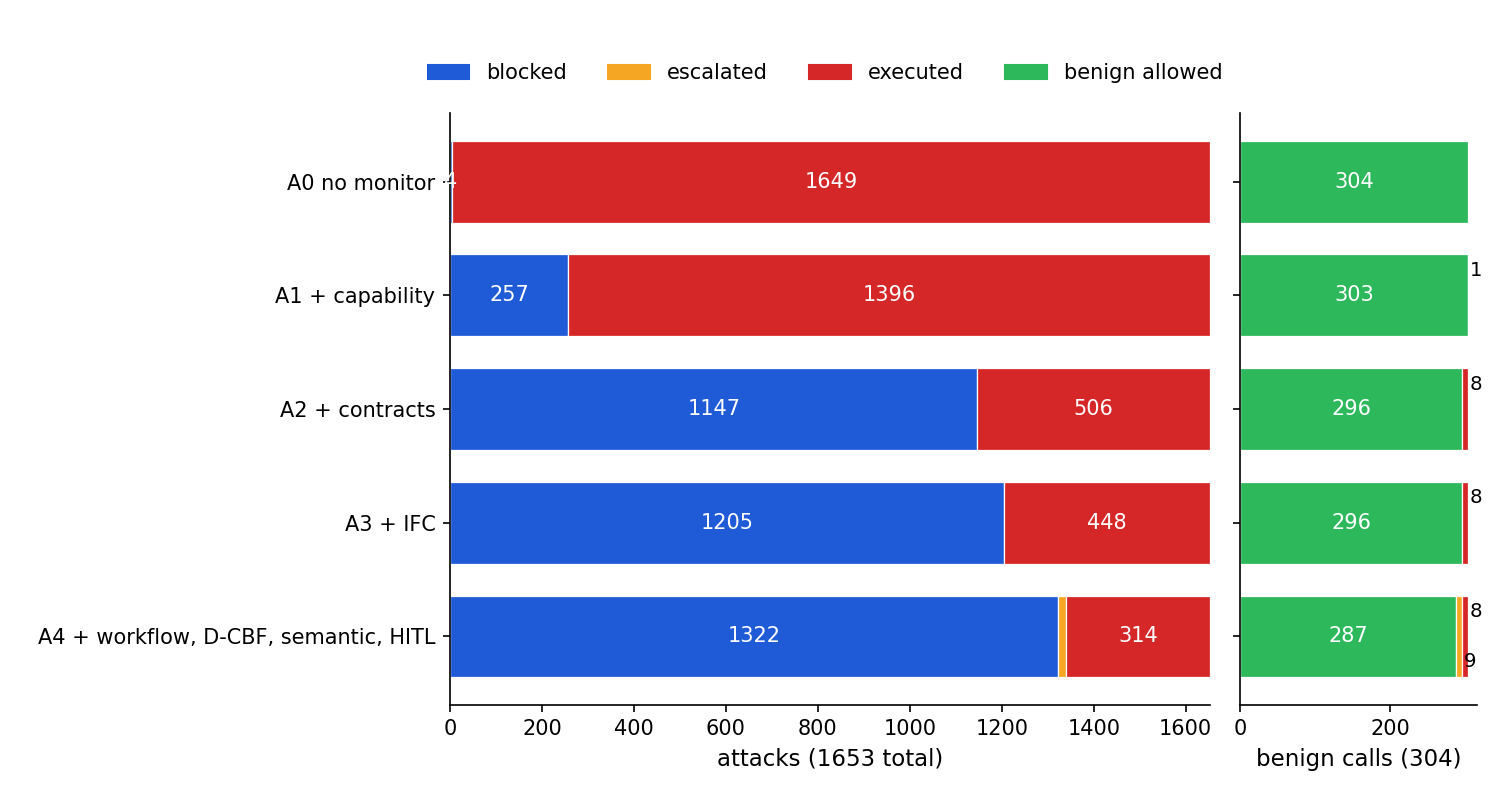 blocked escalated executed benign allowed
A0 no monitor 4 1649 304
A1 + capability 257 1396 303 1
A2 + contracts 1147 506 296 8
A3 + IFC 1205 448 296 8
A4 + workflow, D-CBF, semantic, HITL 1322 314 287 8
9
0 200 400 600 800 1000 1200 1400 1600 0 200
attacks (1653 total) benign calls (304)